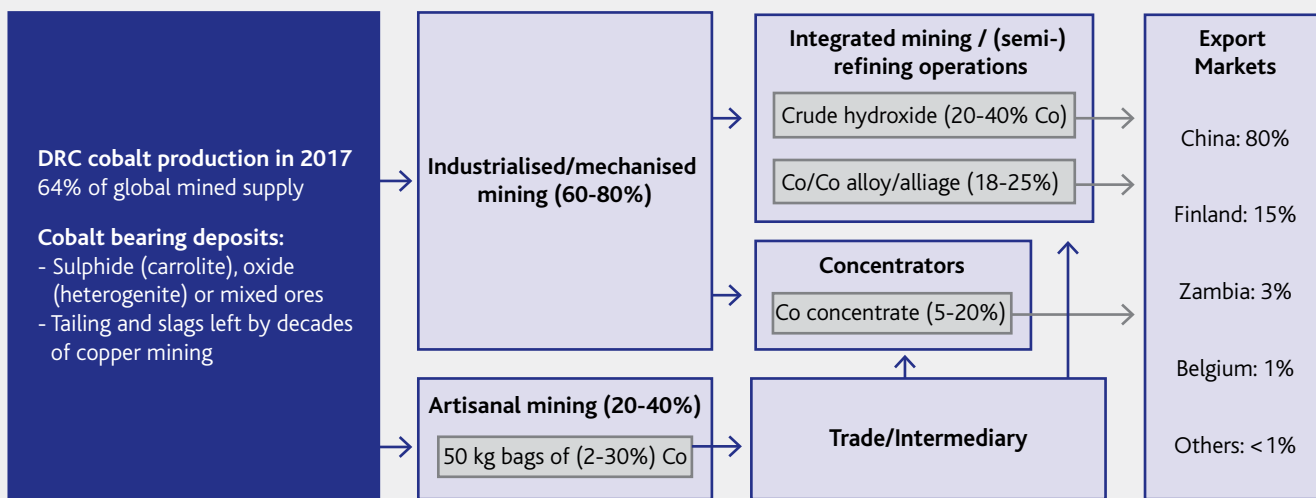 DRC cobalt production in 2017
64% of global mined supply
Cobalt bearing deposits:
- Sulphide (carrolite), oxide
(heterogenite) or mixed ores
- Tailing and slags left by decades
of copper mining
Industrialised/mechanised
mining (60-80%)
Artisanal mining (20-40%)
50 kg bags of (2-30%) Co
Integrated mining / (semi-)
refining operations
Crude hydroxide (20-40% Co)
Co/Co alloy/alliage (18-25%)
Concentrators
Co concentrate (5-20%)
Trade/Intermediary
Export
Markets
China: 80%
Finland: 15%
Zambia: 3%
Belgium: 1%
Others: <1%